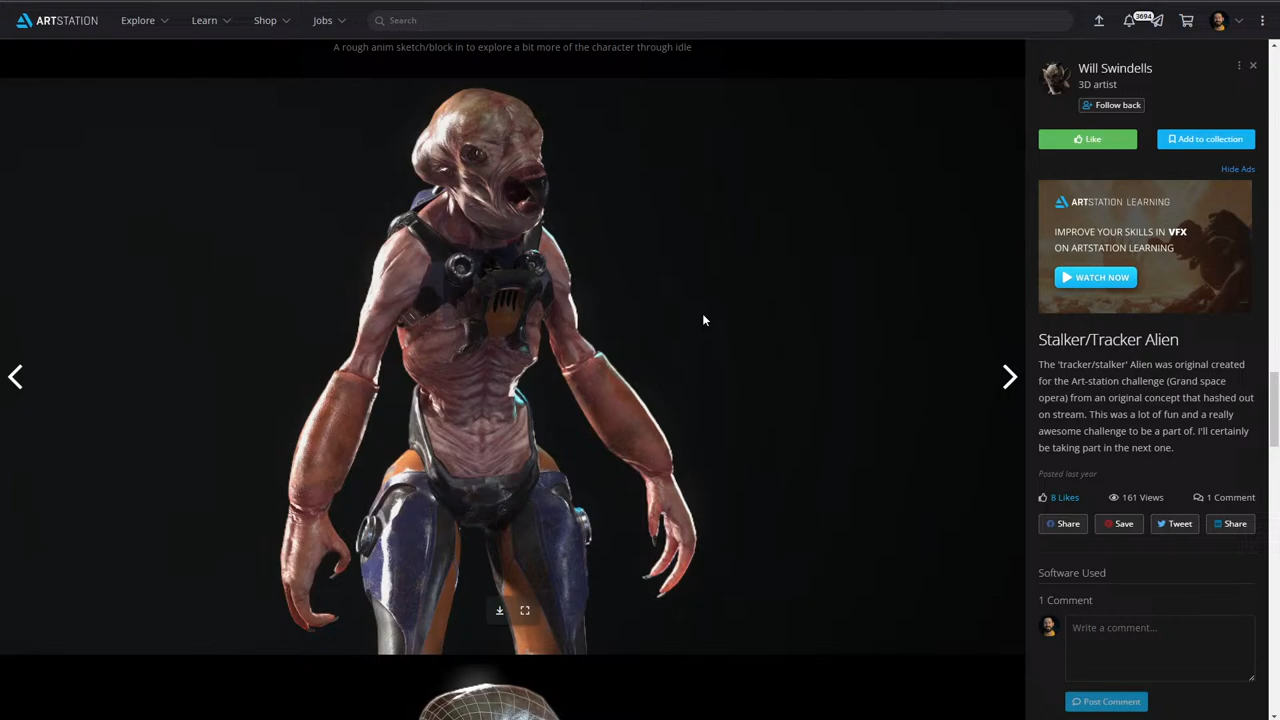 ARTSTATION Explore Learn Shop Jobs Search 3694
A rough anim sketch/block in to explore a bit more of the character through idle
Will Swindells
3D artist
Follow back
Like Add to collection
Hide Ads
ARTSTATION LEARNING
IMPROVE YOUR SKILLS IN VFX
ON ARTSTATION LEARNING
WATCH NOW
Stalker/Tracker Alien
The 'tracker/stalker' Alien was original created
for the Art-station challenge (Grand space
opera) from an original concept that hashed out
on stream. This was a lot of fun and a really
awesome challenge to be a part of. I'll certainly
be taking part in the next one.
Posted last year
8 Likes 161 Views 1 Comment
Share Save Tweet Share
Software Used
1 Comment
Write a comment...
Post Comment